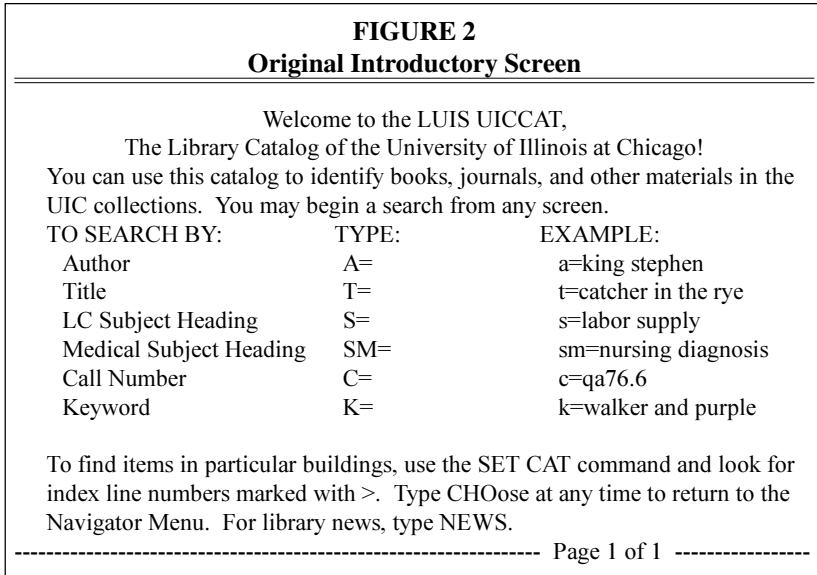 FIGURE 2
Original Introductory Screen
Welcome to the LUIS UICCAT,
The Library Catalog of the University of Illinois at Chicago!
You can use this catalog to identify books, journals, and other materials in the
UIC collections. You may begin a search from any screen.
TO SEARCH BY: TYPE: EXAMPLE:
Author A= a=king stephen
Title T= t=catcher in the rye
LC Subject Heading S= s=labor supply
Medical Subject Heading SM= sm=nursing diagnosis
Call Number C= c=qa76.6
Keyword K= k=walker and purple
To find items in particular buildings, use the SET CAT command and look for
index line numbers marked with >. Type CHOose at any time to return to the
Navigator Menu. For library news, type NEWS.
------------------------------------------------------------------ Page 1 of 1 -----------------